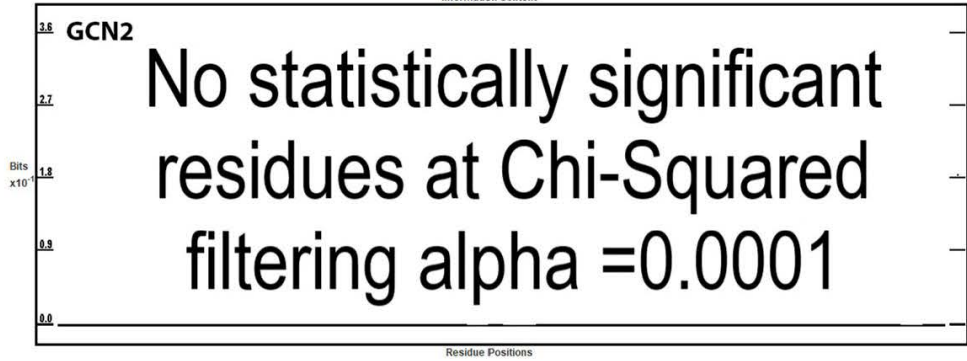 3.6 GCN2
No statistically significant
2.7
Bits
x10⁻¹
1.8
residues at Chi-Squared
0.9
filtering alpha =0.0001
0.0
Residue Positions